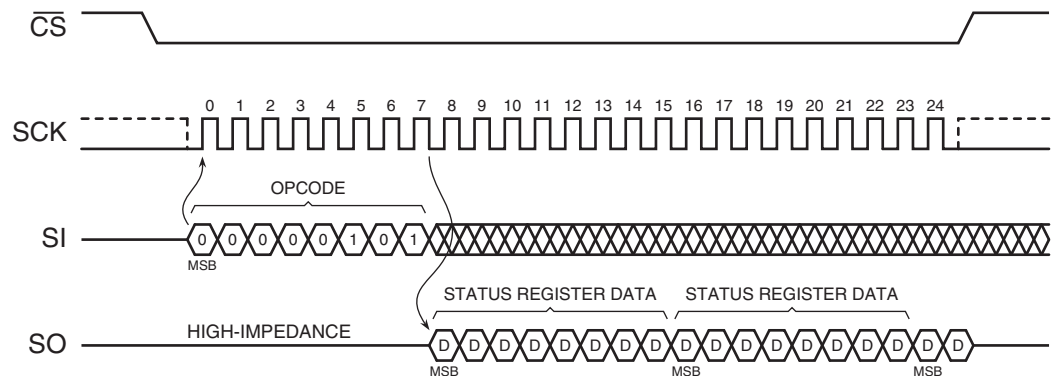 CS
SCK 0 1 2 3 4 5 6 7 8 9 10 11 12 13 14 15 16 17 18 19 20 21 22 23 24
OPCODE
SI 0 0 0 0 0 1 0 1
MSB
STATUS REGISTER DATA STATUS REGISTER DATA
SO HIGH-IMPEDANCE D D D D D D D D D D D D D D D D D D
MSB MSB MSB